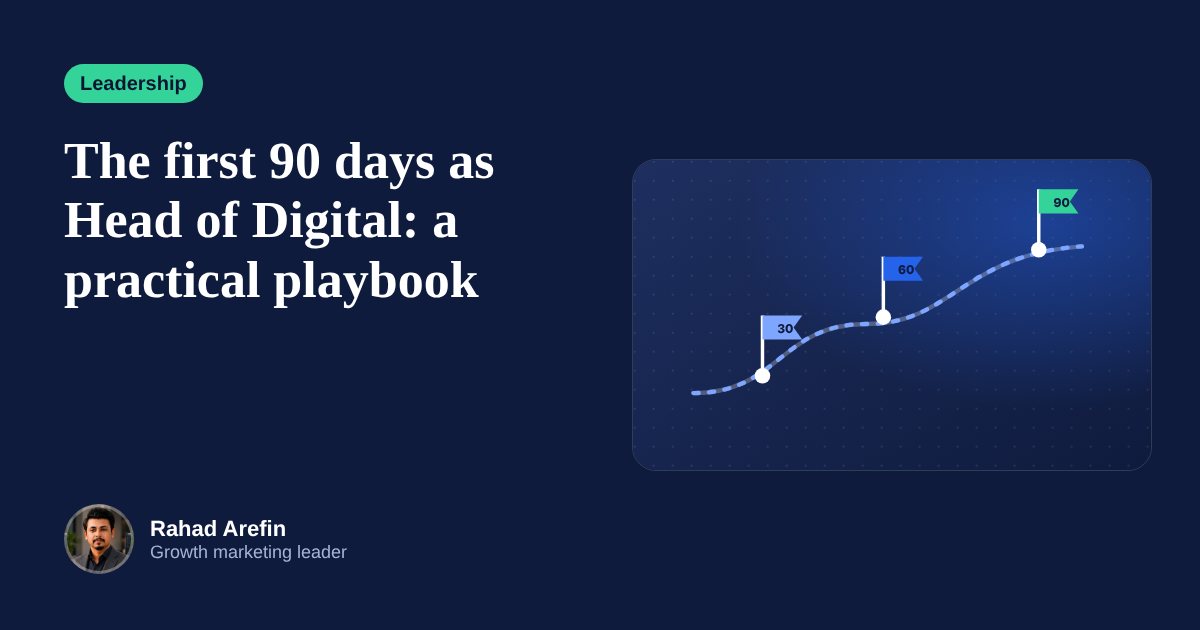 Leadership
The first 90 days as
Head of Digital: a
practical playbook
30
60
90
Rahad Arefin
Growth marketing leader